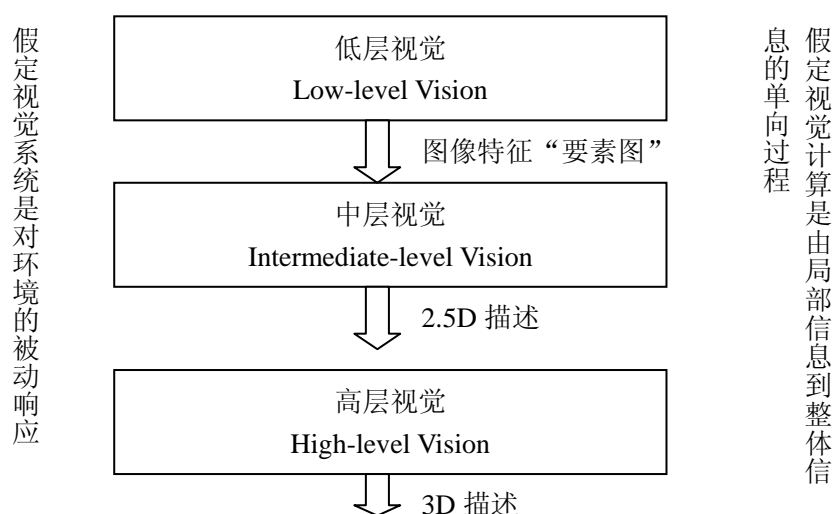 假定视觉系统是对环境的被动响应
低层视觉
Low-level Vision
图像特征“要素图”
中层视觉
Intermediate-level Vision
2.5D 描述
高层视觉
High-level Vision
3D 描述
假定视觉计算是由局部信息到整体信
息的单向过程